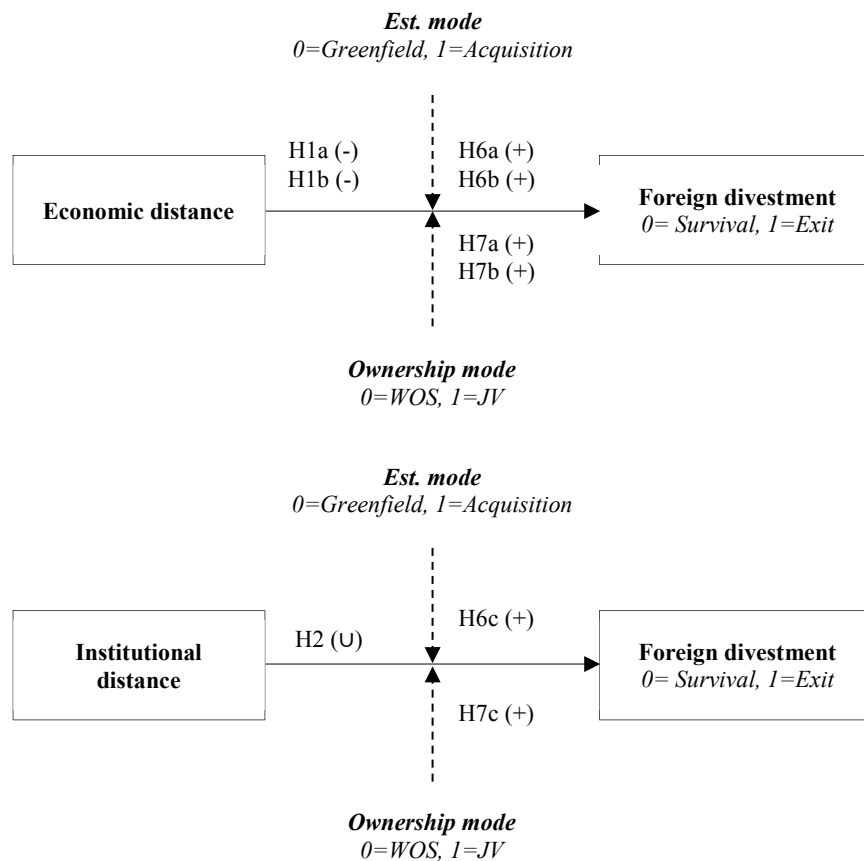 Est. mode
0=Greenfield, 1=Acquisition
H1a (-)
H1b (-)
H6a (+)
H6b (+)
Economic distance
Foreign divestment
0= Survival, 1=Exit
H7a (+)
H7b (+)
Ownership mode
0=WOS, 1=JV
Est. mode
0=Greenfield, 1=Acquisition
H2 (∪)
H6c (+)
Institutional
distance
Foreign divestment
0= Survival, 1=Exit
H7c (+)
Ownership mode
0=WOS, 1=JV